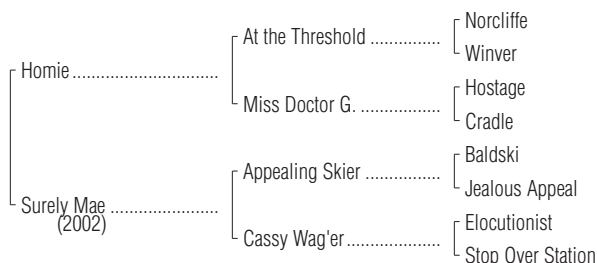 Norcliffe
At the Threshold ...............
Winver
Homie................................
Hostage
Miss Doctor G. .................
Cradle
Baldski
Appealing Skier ................
Jealous Appeal
Surely Mae .......................
(2002)
Elocutionist
Cassy Wag'er....................
Stop Over Station